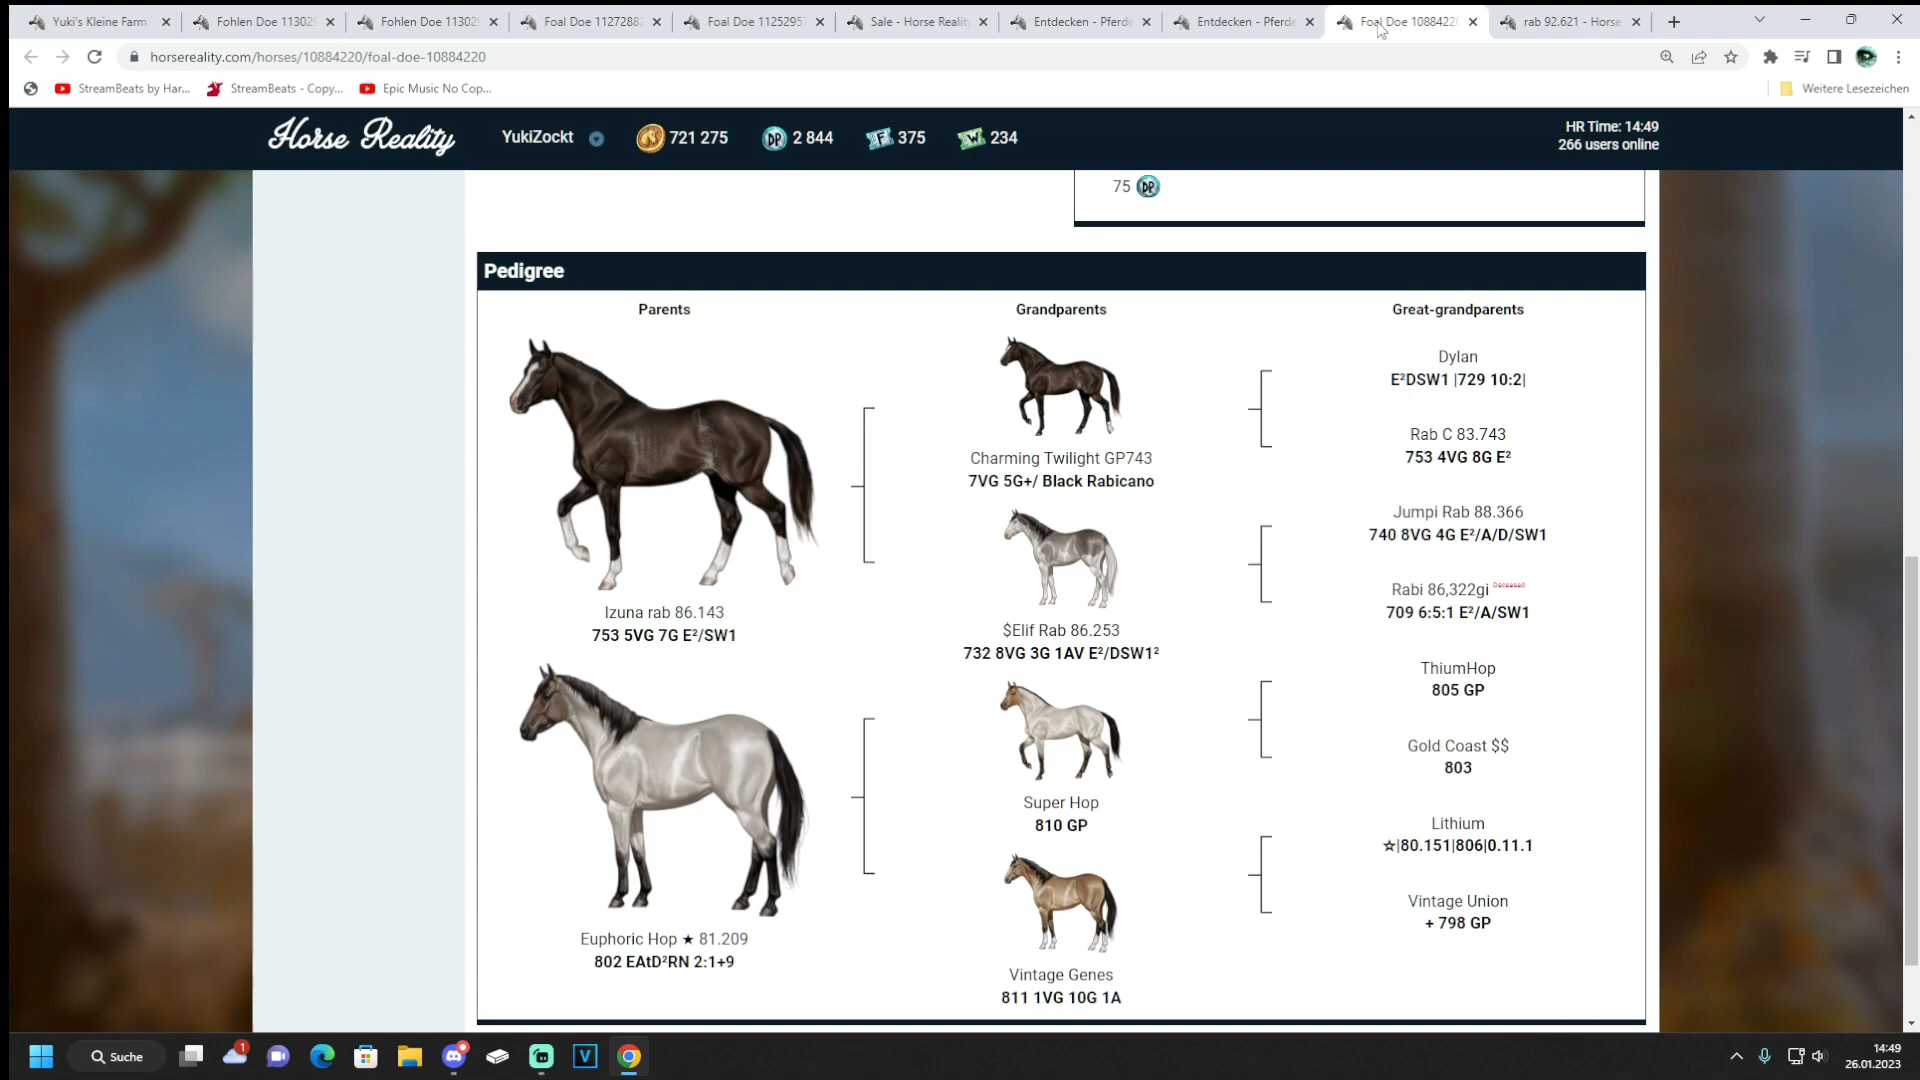 Yuki's Kleine Farm
Fohlen Doe 11302
Fohlen Doe 11302
Foal Doe 1127288
Foal Doe 1125295
Sale - Horse Realit
Entdecken - Pferde
Entdecken - Pferde
Foal Doe 1088422
rab 92.621 - Horse
horsereality.com/horses/10884220/foal-doe-10884220
StreamBeats by Har...
StreamBeats - Copy...
Epic Music No Cop...
Weitere Lesezeichen
Horse Reality
YukiZockt
721 275
DP 2 844
F 375
W 234
HR Time: 14:49
266 users online
75 DP
Pedigree
Parents
Grandparents
Great-grandparents
Izuna rab 86.143
753 5VG 7G E²/SW1
Euphoric Hop ★ 81.209
802 EAtD²RN 2:1+9
Charming Twilight GP743
7VG 5G+/ Black Rabicano
$Elif Rab 86.253
732 8VG 3G 1AV E²/DSW1²
Super Hop
810 GP
Vintage Genes
811 1VG 10G 1A
Dylan
E²DSW1 |729 10:2|
Rab C 83.743
753 4VG 8G E²
Jumpi Rab 88.366
740 8VG 4G E²/A/D/SW1
Rabi 86,322gi Deceased
709 6:5:1 E²/A/SW1
ThiumHop
805 GP
Gold Coast $$
803
Lithium
☆|80.151|806|0.11.1
Vintage Union
+ 798 GP
Suche
1
V
14:49
26.01.2023